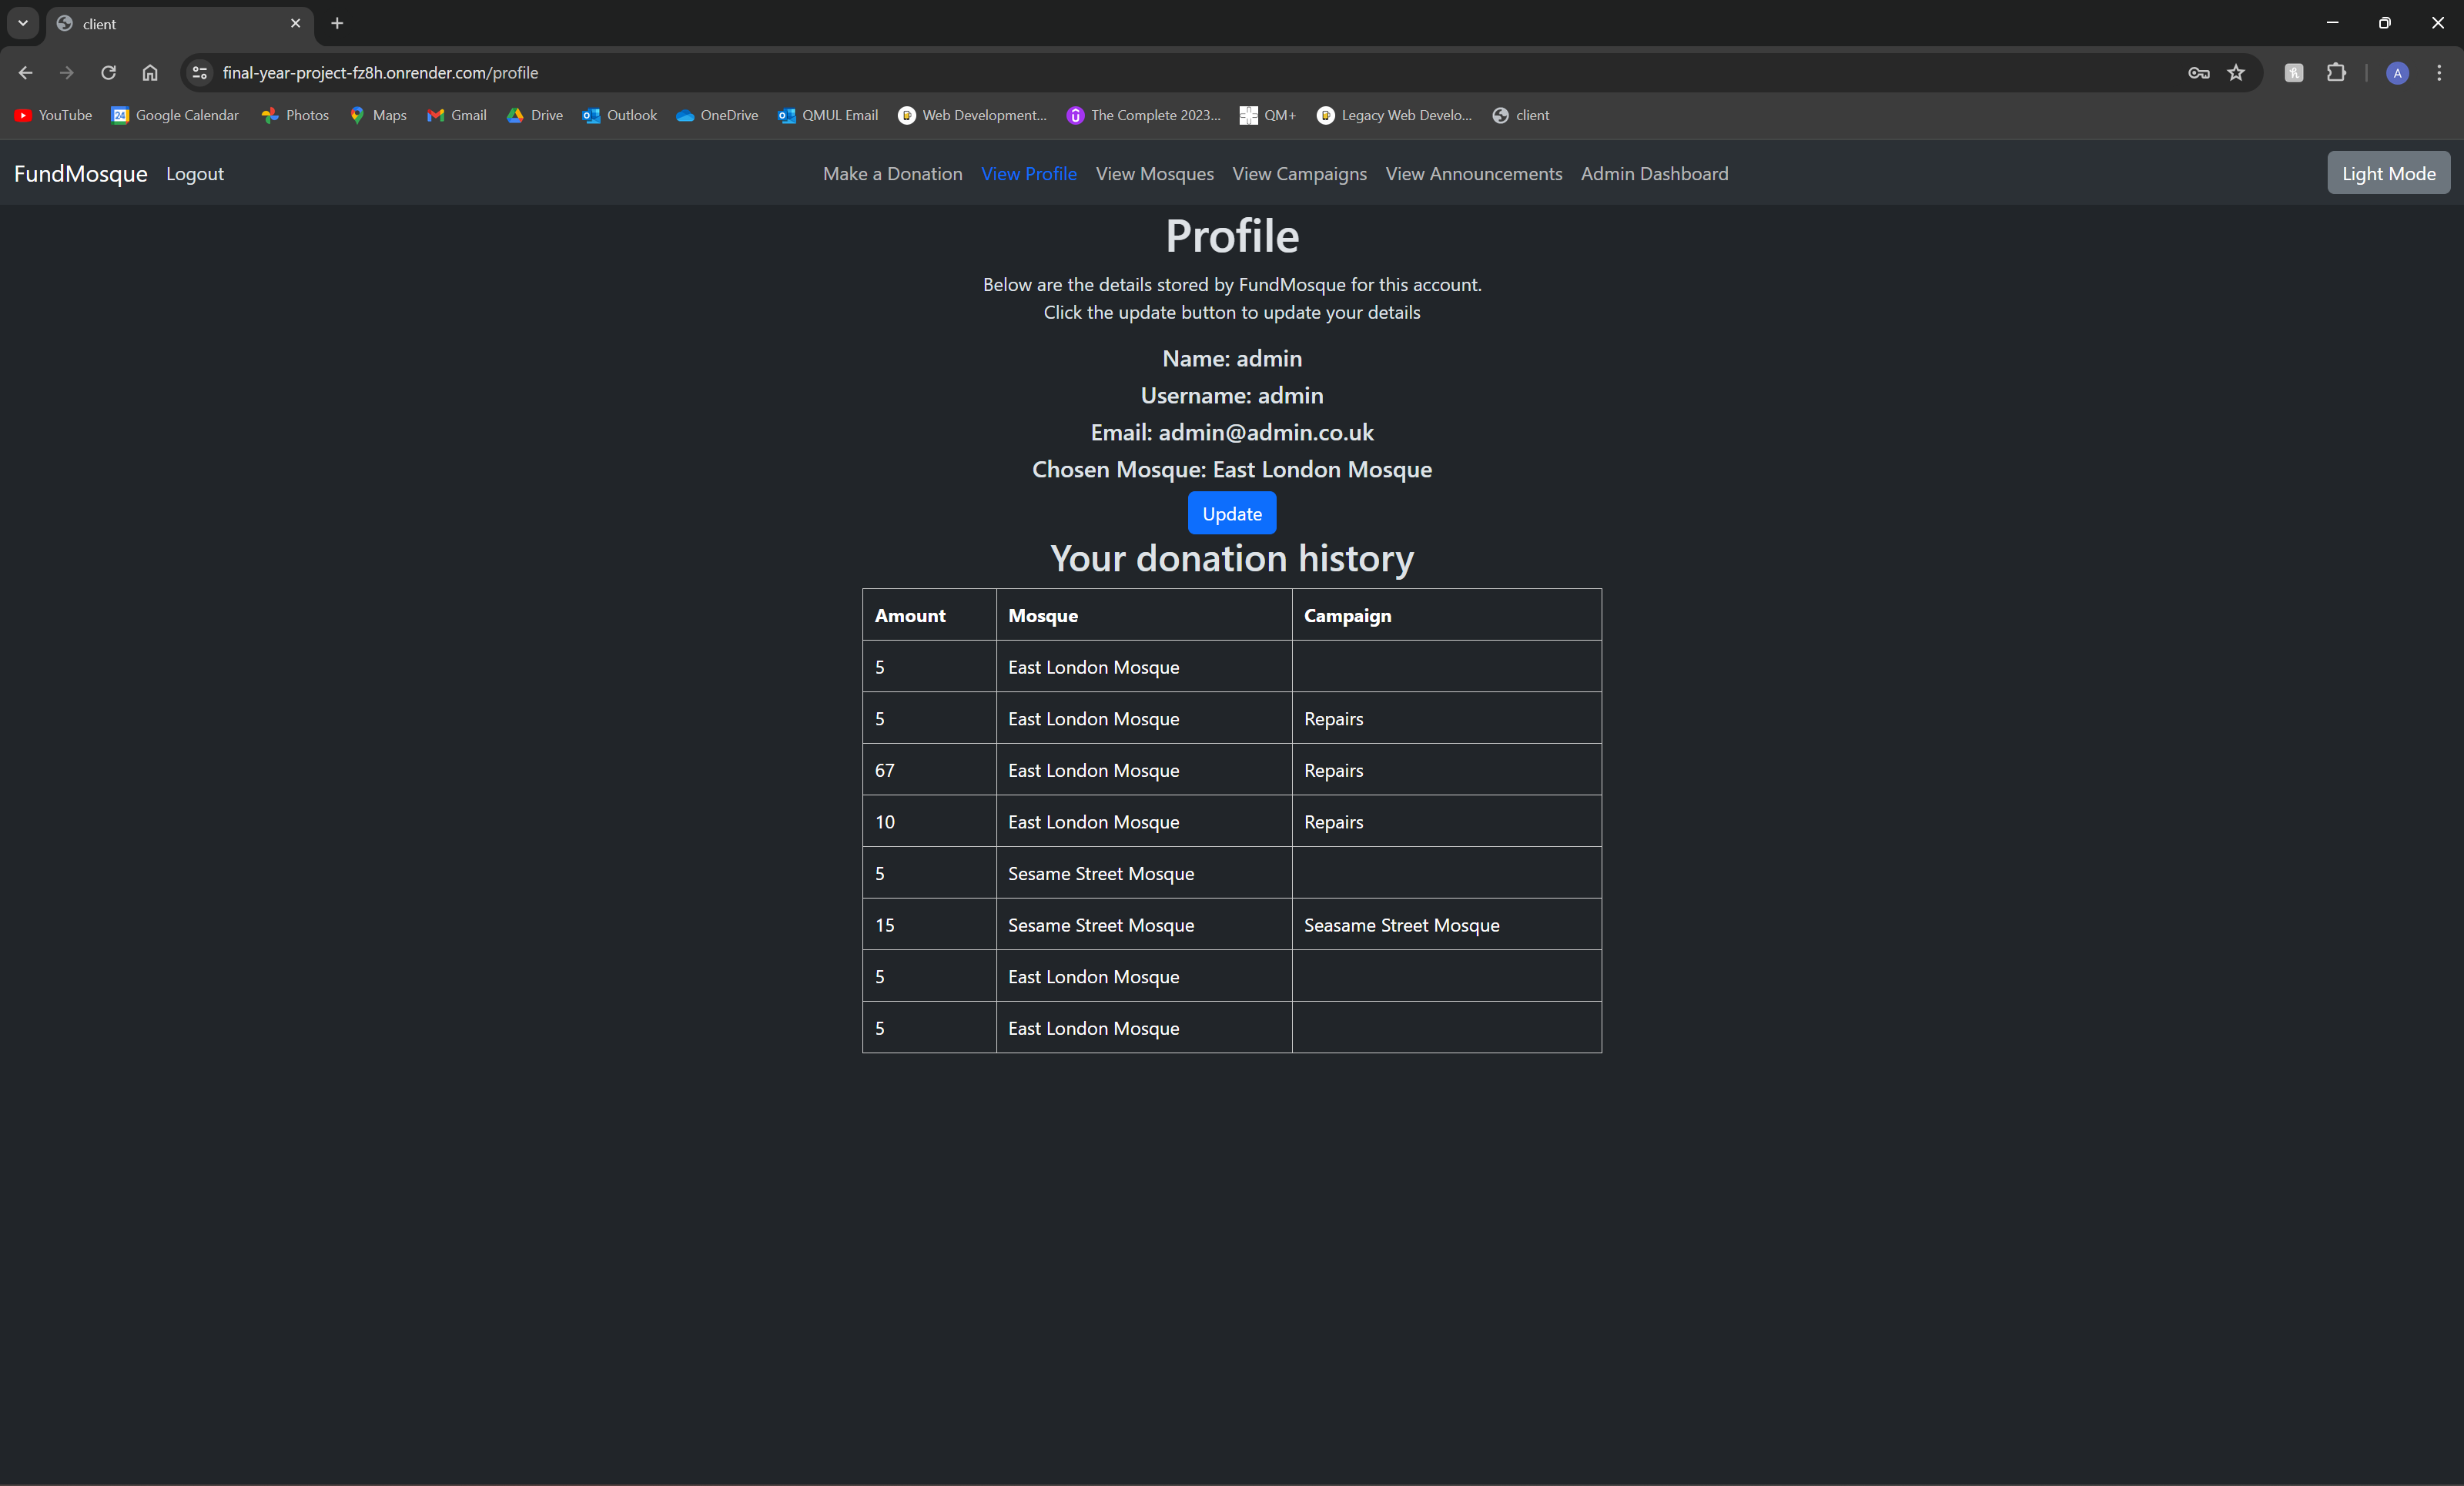 client
final-year-project-fz8h.onrender.com/profile
A
YouTube
24 Google Calendar
Photos
Maps
Gmail
Drive
Outlook
OneDrive
QMUL Email
Web Development...
The Complete 2023...
QM+
Legacy Web Develo...
client
FundMosque Logout Make a Donation View Profile View Mosques View Campaigns View Announcements Admin Dashboard Light Mode
Profile
Below are the details stored by FundMosque for this account.
Click the update button to update your details
Name: admin
Username: admin
Email: admin@admin.co.uk
Chosen Mosque: East London Mosque
Update
Your donation history
Amount Mosque Campaign
5 East London Mosque
5 East London Mosque Repairs
67 East London Mosque Repairs
10 East London Mosque Repairs
5 Sesame Street Mosque
15 Sesame Street Mosque Seasame Street Mosque
5 East London Mosque
5 East London Mosque